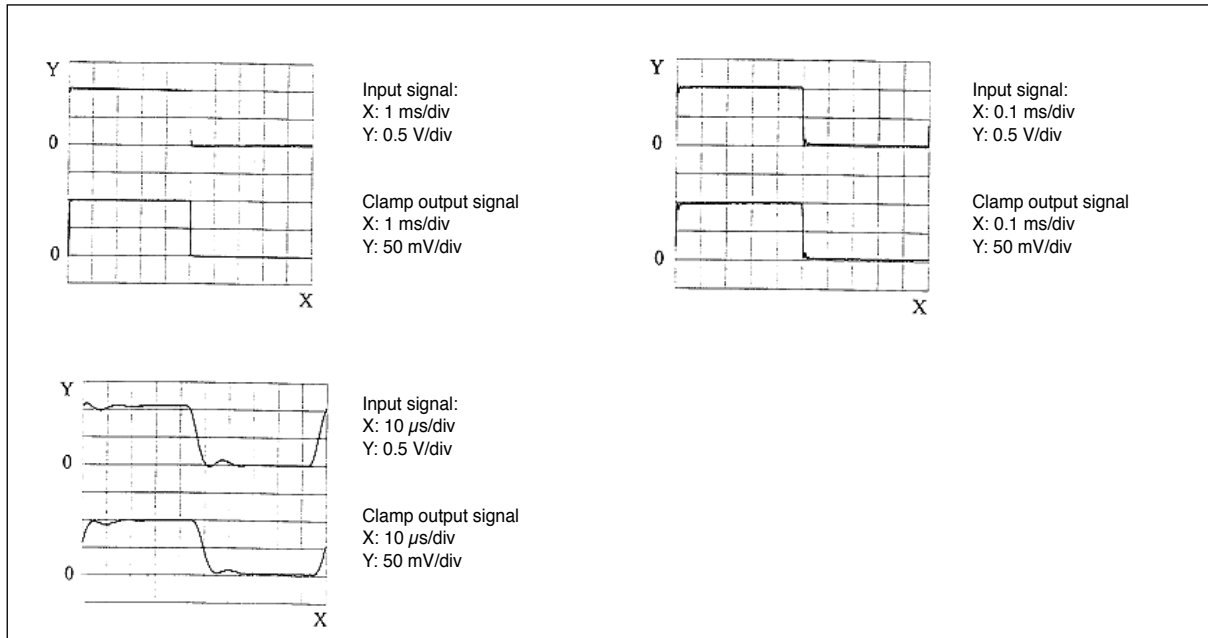 Y
0
0
X
Input signal:
X: 1 ms/div
Y: 0.5 V/div
Clamp output signal
X: 1 ms/div
Y: 50 mV/div
Y
0
0
X
Input signal:
X: 0.1 ms/div
Y: 0.5 V/div
Clamp output signal
X: 0.1 ms/div
Y: 50 mV/div
Y
0
0
X
Input signal:
X: 10 µs/div
Y: 0.5 V/div
Clamp output signal
X: 10 µs/div
Y: 50 mV/div